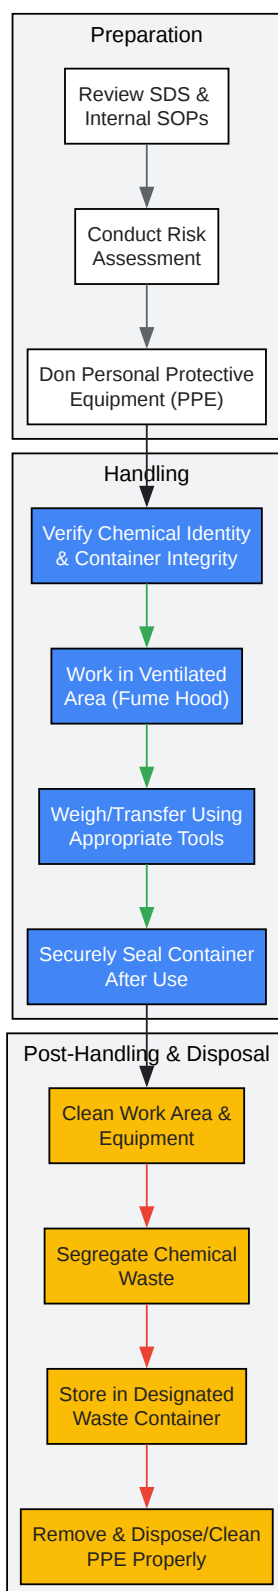 Preparation
Review SDS &
Internal SOPs
Conduct Risk
Assessment
Don Personal Protective
Equipment (PPE)
Handling
Verify Chemical Identity
& Container Integrity
Work in Ventilated
Area (Fume Hood)
Weigh/Transfer Using
Appropriate Tools
Securely Seal Container
After Use
Post-Handling & Disposal
Clean Work Area &
Equipment
Segregate Chemical
Waste
Store in Designated
Waste Container
Remove & Dispose/Clean
PPE Properly